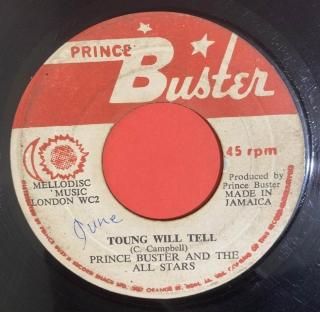 PRINCE
Buster
45 rpm
MELLODISC
MUSIC
LONDON WC2
Produced by
Prince Buster
MADE IN
JAMAICA
June
TOUNG WILL TELL
(C. Campbell)
PRINCE BUSTER AND THE
ALL STARS